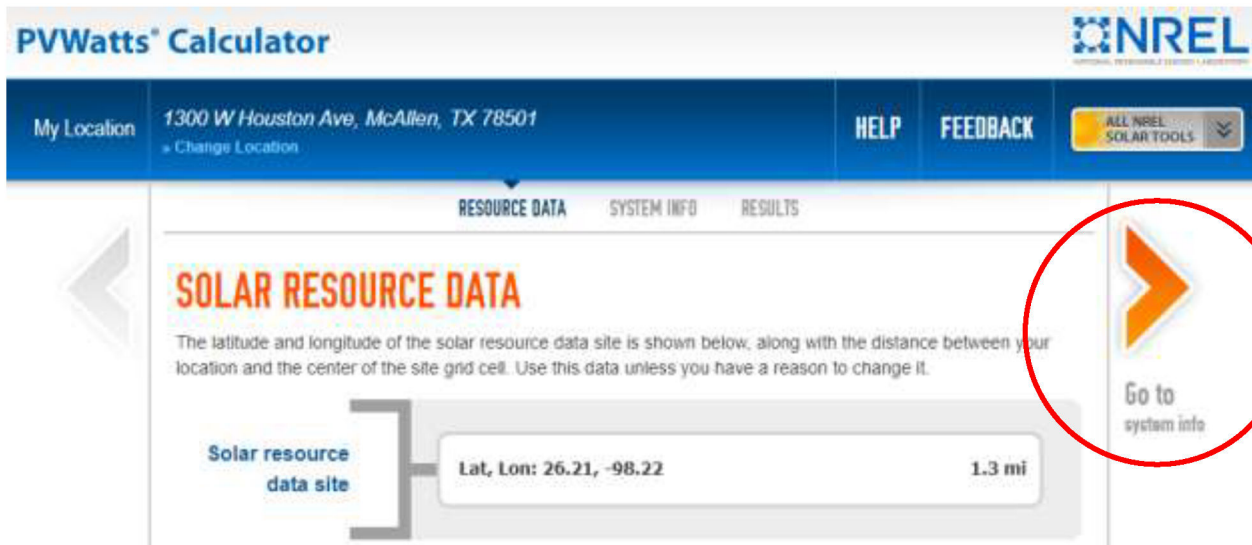 PVWatts® Calculator
NREL
NATIONAL RENEWABLE ENERGY LABORATORY
My Location
1300 W Houston Ave, McAllen, TX 78501
» Change Location
HELP
FEEDBACK
ALL NREL
SOLAR TOOLS
RESOURCE DATA SYSTEM INFO RESULTS
SOLAR RESOURCE DATA
The latitude and longitude of the solar resource data site is shown below, along with the distance between your
location and the center of the site grid cell. Use this data unless you have a reason to change it.
Go to
system info
Solar resource
data site
Lat, Lon: 26.21, -98.22 1.3 mi